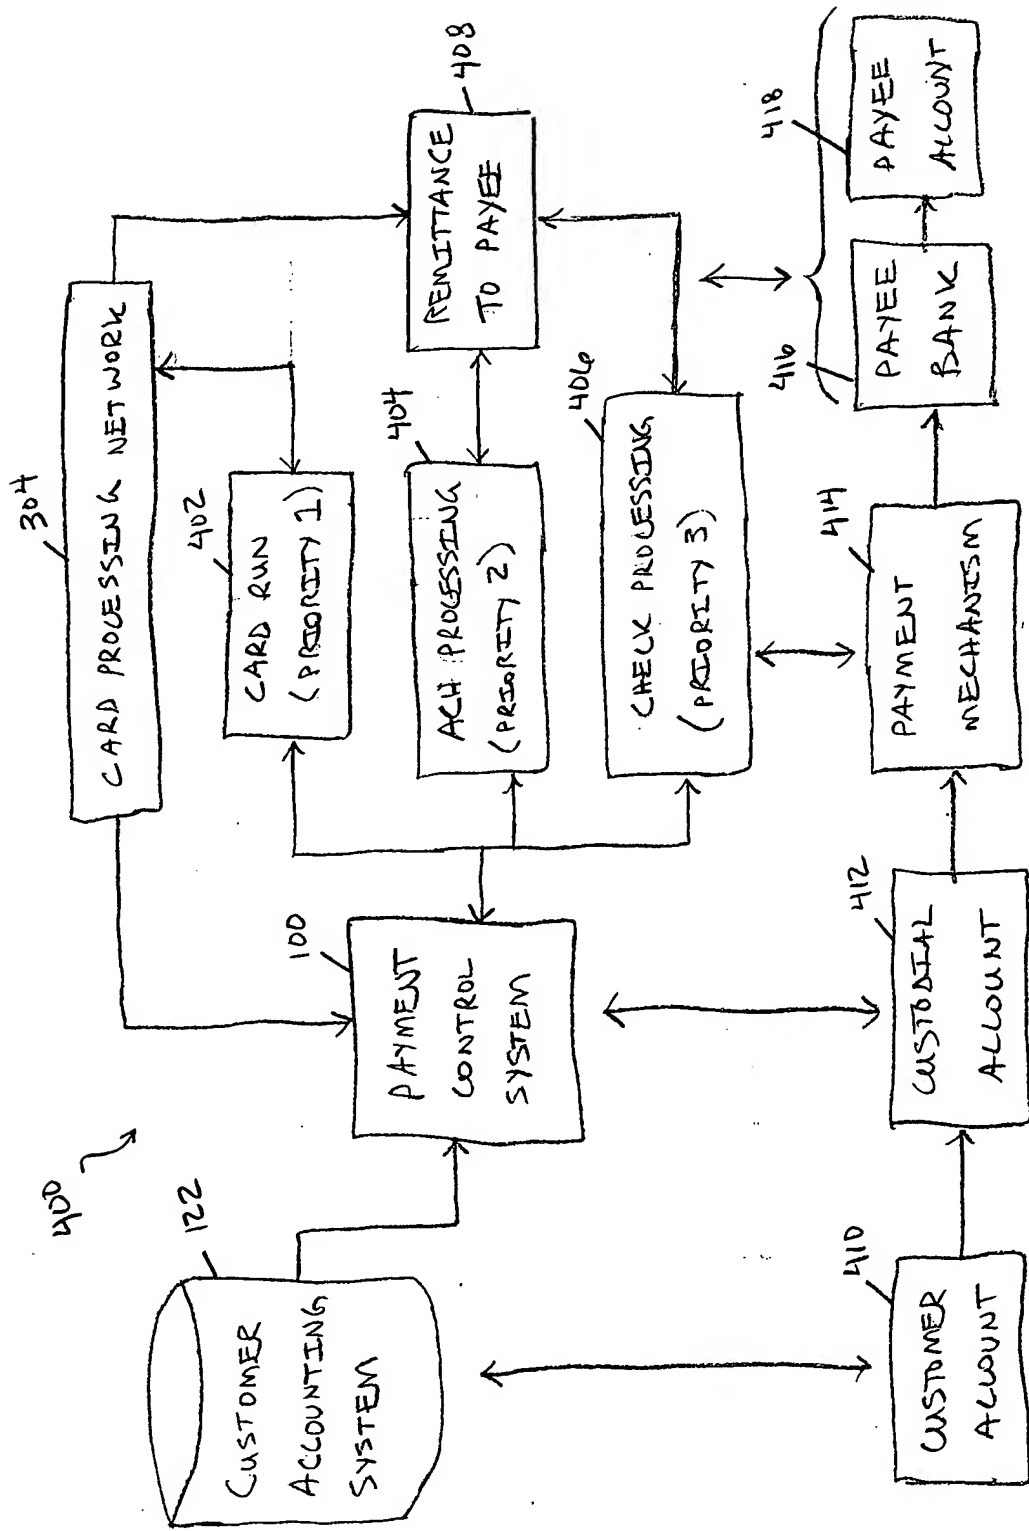 400
304
CARD PROCESSING NETWORK
122
CUSTOMER
ACCOUNTING
SYSTEM
100
PAYMENT
CONTROL
SYSTEM
402
CARD RUN
(PRIORITY 1)
404
ACH PROCESSING
(PRIORITY 2)
406
CHECK PROCESSING
(PRIORITY 3)
408
REMITTANCE
TO PAYEE
410
CUSTOMER
ACCOUNT
412
CUSTODIAL
ACCOUNT
414
PAYMENT
MECHANISM
416
PAYEE
BANK
418
PAYEE
ACCOUNT